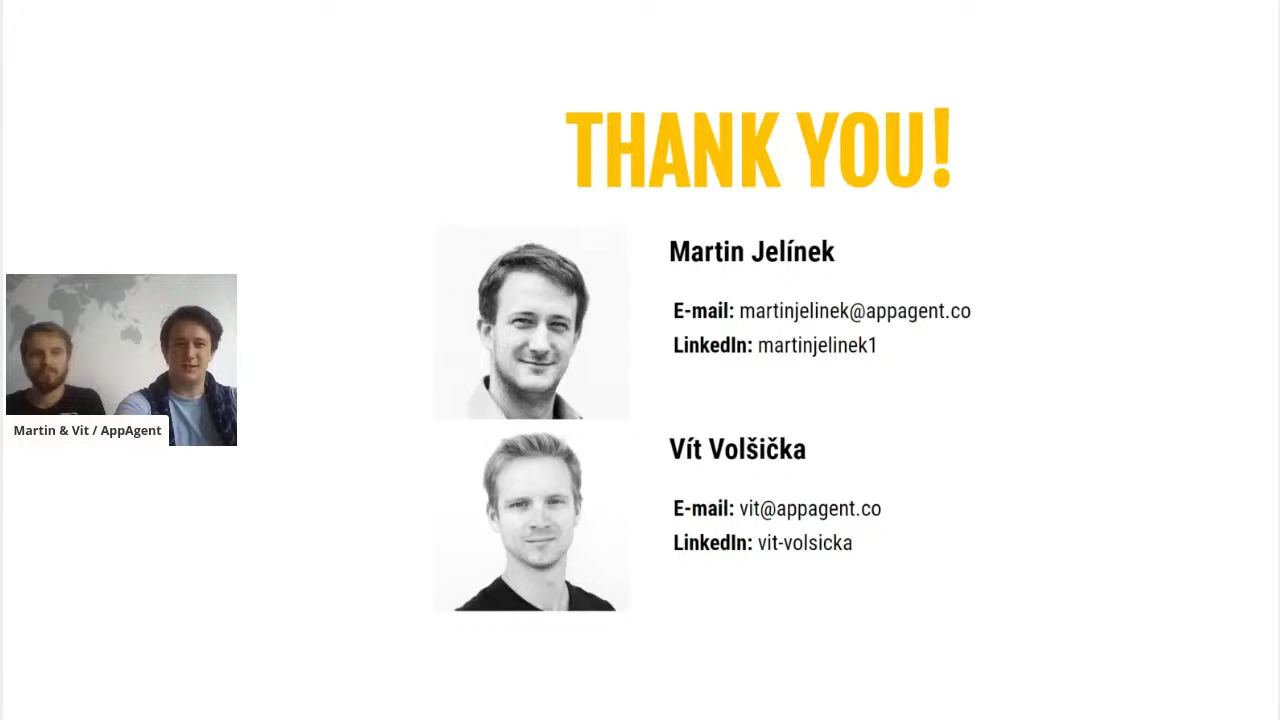 THANK YOU!
Martin Jelínek
E-mail: martinjelinek@appagent.co
LinkedIn: martinjelinek1
Martin & Vit / AppAgent
Vít Volšička
E-mail: vit@appagent.co
LinkedIn: vit-volsicka